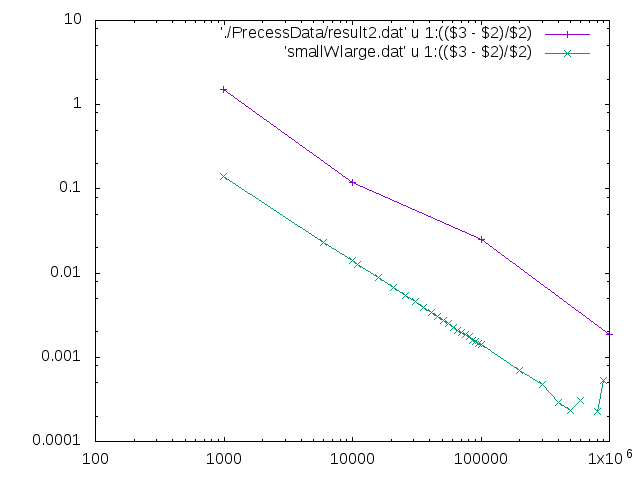 10
1
0.1
0.01
0.001
0.0001
'./PrecessData/result2.dat' u 1:(($3 - $2)/$2)
'smallWlarge.dat' u 1:(($3 - $2)/$2)
100 1000 10000 100000 1x10⁶